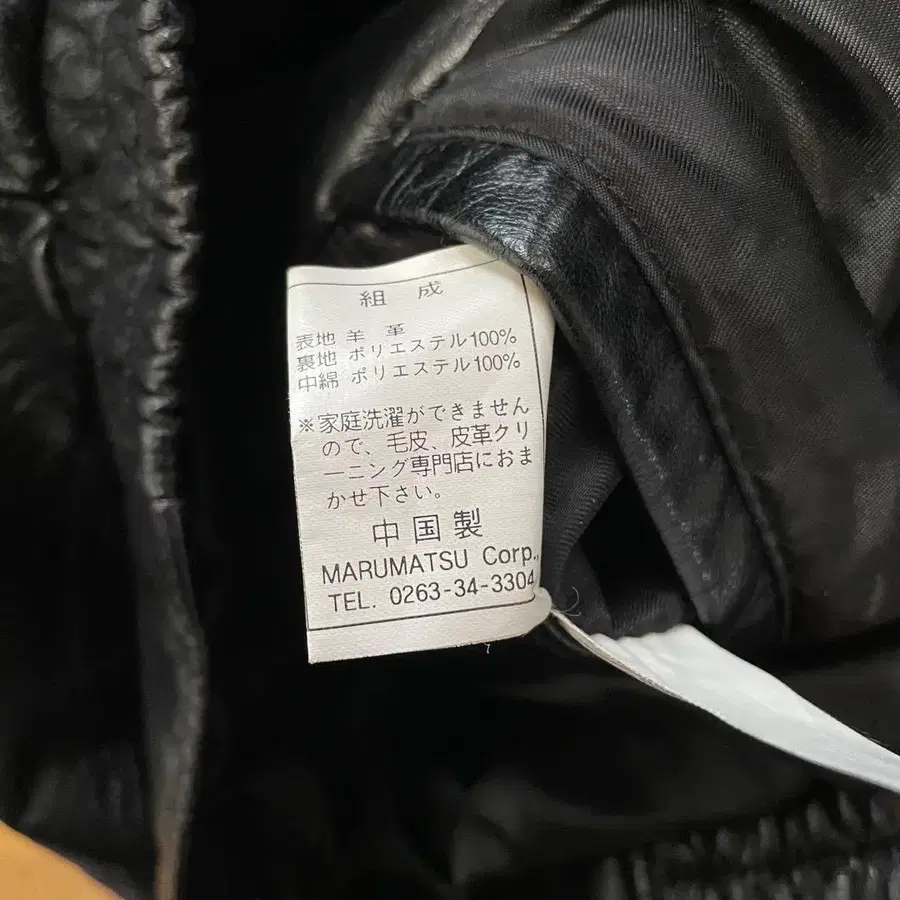 組 成
表地 羊 革
裏地 ポリエステル100%
中綿 ポリエステル100%
※家庭洗濯ができません
ので、毛皮、皮革クリ
ーニング専門店におま
かせ下さい。
中国製
MARUMATSU Corp.,
TEL. 0263-34-3304